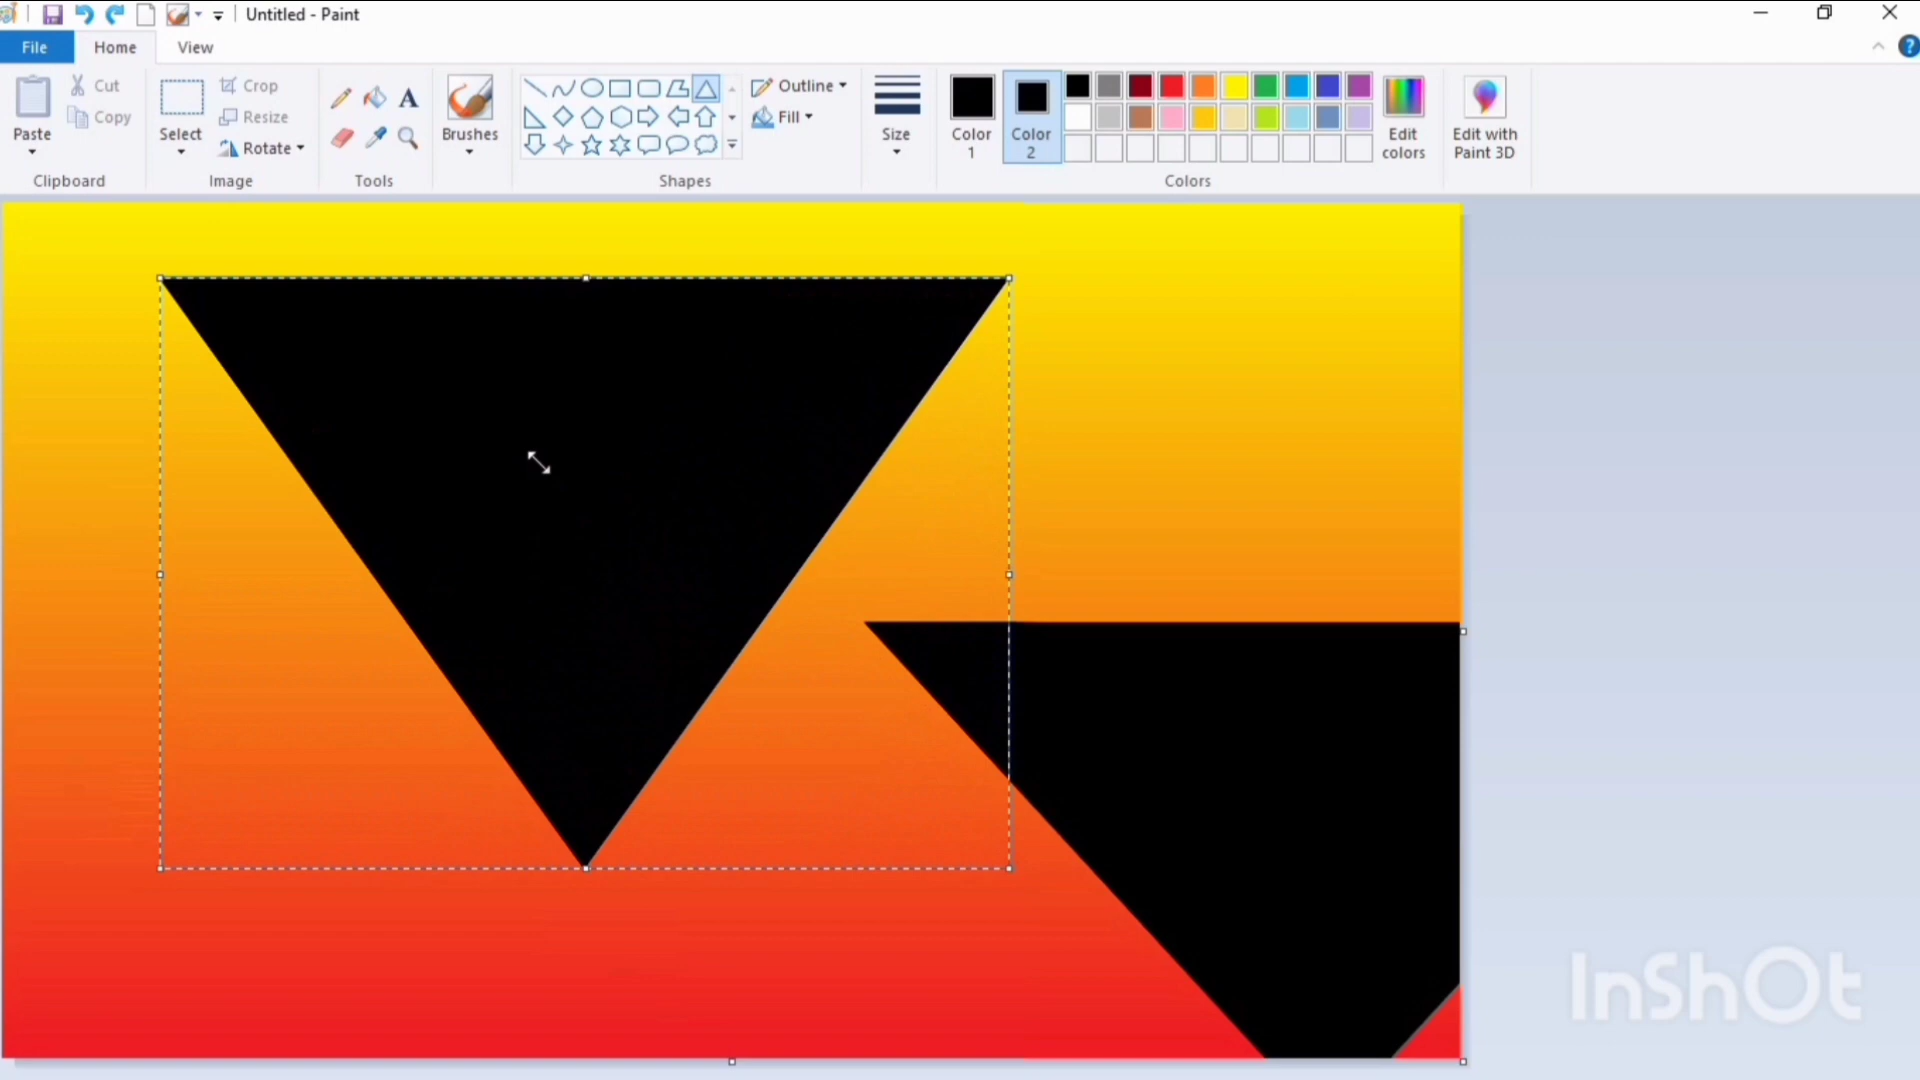 Untitled - Paint
File
Home
View
Paste
Cut
Copy
Clipboard
Select
Crop
Resize
Rotate
Image
A
Tools
Brushes
Shapes
Outline
Fill
Size
Color
1
Color
2
Edit
colors
Colors
Edit with
Paint 3D
?
InShOt